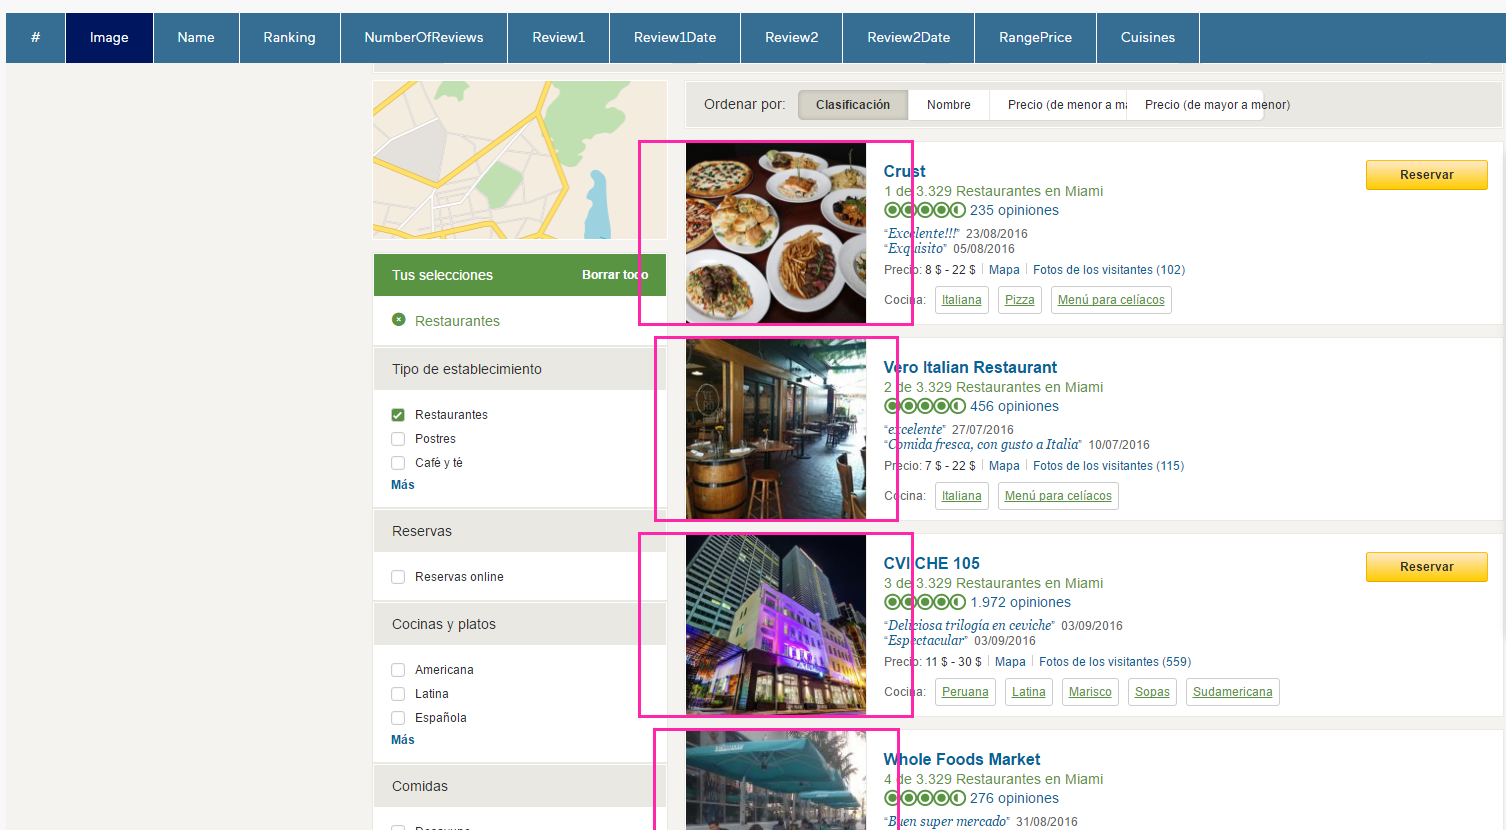 # Image Name Ranking NumberOfReviews Review1 Review1Date Review2 Review2Date RangePrice Cuisines
Ordenar por: Clasificación Nombre Precio (de menor a ma Precio (de mayor a menor)
Tus selecciones Borrar todo
Restaurantes
Tipo de establecimiento
Restaurantes
Postres
Café y té
Más
Reservas
Reservas online
Cocinas y platos
Americana
Latina
Española
Más
Comidas
Desayuno
Crust
Reservar
1 de 3.329 Restaurantes en Miami
235 opiniones
“Excelente!!!” 23/08/2016
“Exquisito” 05/08/2016
Precio: 8 $ - 22 $ Mapa Fotos de los visitantes (102)
Cocina: Italiana Pizza Menú para celíacos
Vero Italian Restaurant
2 de 3.329 Restaurantes en Miami
456 opiniones
“excelente” 27/07/2016
“Comida fresca, con gusto a Italia” 10/07/2016
Precio: 7 $ - 22 $ Mapa Fotos de los visitantes (115)
Cocina: Italiana Menú para celíacos
CVI.CHE 105
Reservar
3 de 3.329 Restaurantes en Miami
1.972 opiniones
“Deliciosa trilogía en ceviche” 03/09/2016
“Espectacular” 03/09/2016
Precio: 11 $ - 30 $ Mapa Fotos de los visitantes (559)
Cocina: Peruana Latina Marisco Sopas Sudamericana
Whole Foods Market
4 de 3.329 Restaurantes en Miami
276 opiniones
“Buen super mercado” 31/08/2016